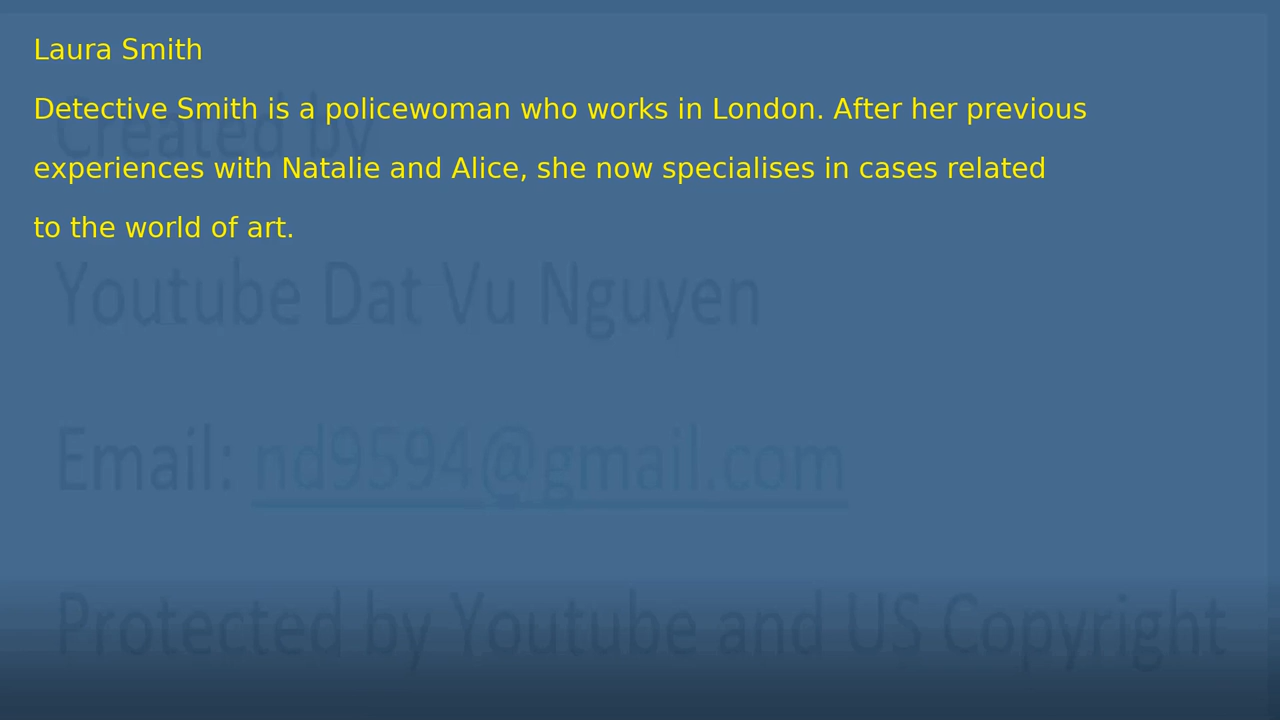 Laura Smith
Detective Smith is a policewoman who works in London. After her previous
Created by
experiences with Natalie and Alice, she now specialises in cases related
to the world of art.
Youtube Dat Vu Nguyen
Email: nd9594@gmail.com
Protected by Youtube and US Copyright